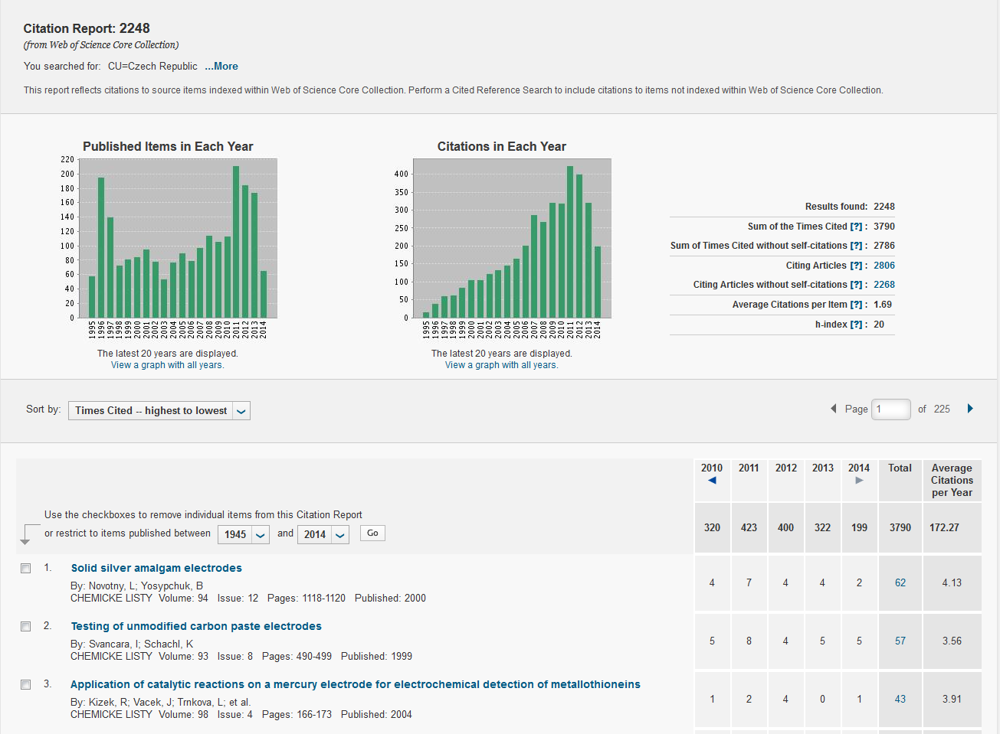 Citation Report: 2248
(from Web of Science Core Collection)
You searched for: CU=Czech Republic ...More
This report reflects citations to source items indexed within Web of Science Core Collection. Perform a Cited Reference Search to include citations to items not indexed within Web of Science Core Collection.
Published Items in Each Year
220
200
180
160
140
120
100
80
60
40
20
0
1995 1996 1997 1998 1999 2000 2001 2002 2003 2004 2005 2006 2007 2008 2009 2010 2011 2012 2013 2014
The latest 20 years are displayed.
View a graph with all years.
Citations in Each Year
400
350
300
250
200
150
100
50
0
1995 1996 1997 1998 1999 2000 2001 2002 2003 2004 2005 2006 2007 2008 2009 2010 2011 2012 2013 2014
The latest 20 years are displayed.
View a graph with all years.
Results found: 2248
Sum of the Times Cited [?] : 3790
Sum of Times Cited without self-citations [?] : 2786
Citing Articles [?] : 2806
Citing Articles without self-citations [?] : 2268
Average Citations per Item [?] : 1.69
h-index [?] : 20
Sort by: Times Cited -- highest to lowest
Page 1 of 225
2010 2011 2012 2013 2014 Total Average
Citations
per Year
Use the checkboxes to remove individual items from this Citation Report
or restrict to items published between 1945 and 2014 Go
320 423 400 322 199 3790 172.27
1. Solid silver amalgam electrodes
By: Novotny, L; Yosypchuk, B
CHEMICKE LISTY Volume: 94 Issue: 12 Pages: 1118-1120 Published: 2000
4 7 4 4 2 62 4.13
2. Testing of unmodified carbon paste electrodes
By: Svancara, I; Schachl, K
CHEMICKE LISTY Volume: 93 Issue: 8 Pages: 490-499 Published: 1999
5 8 4 5 5 57 3.56
3. Application of catalytic reactions on a mercury electrode for electrochemical detection of metallothioneins
By: Kizek, R; Vacek, J; Trnkova, L; et al.
CHEMICKE LISTY Volume: 98 Issue: 4 Pages: 166-173 Published: 2004
1 2 4 0 1 43 3.91